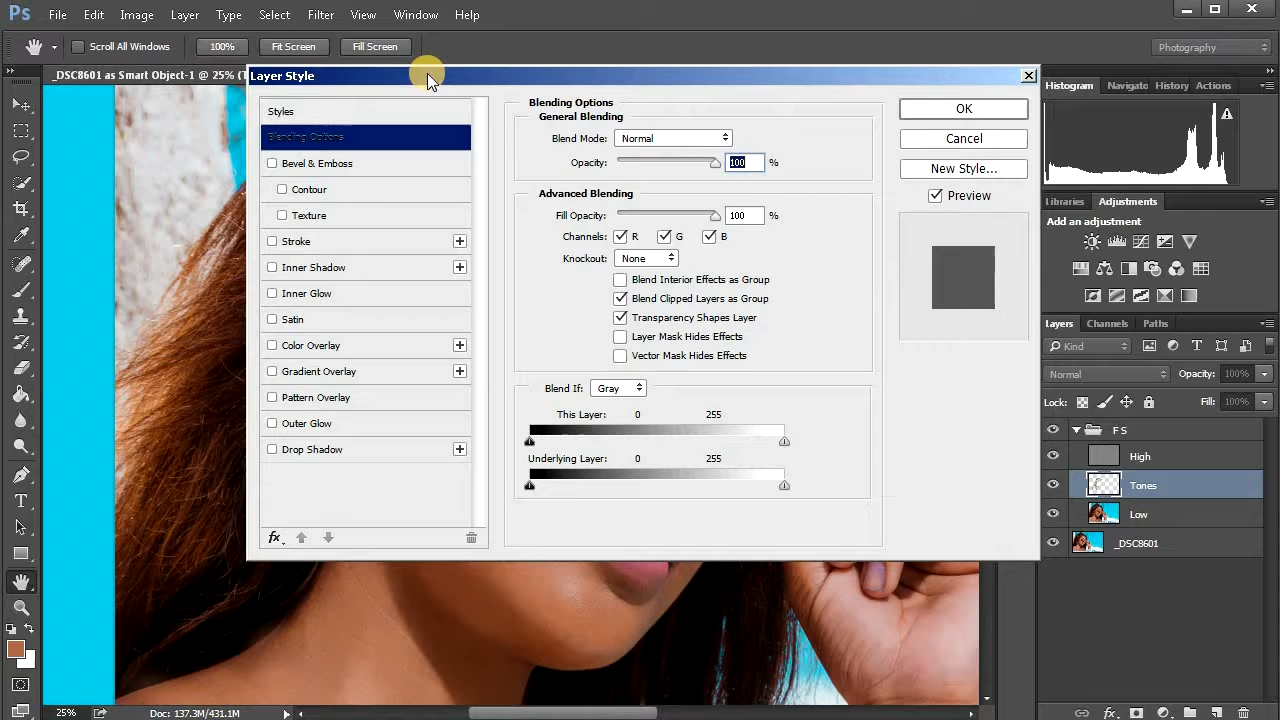 Ps File Edit Image Layer Type Select Filter View Window Help
Scroll All Windows 100% Fit Screen Fill Screen Photography
_DSC8601 as Smart Object-1 @ 25% (T
Layer Style
Histogram Navigato History Actions
Styles
Blending Options
Bevel & Emboss
Contour
Texture
Stroke
Inner Shadow
Inner Glow
Satin
Color Overlay
Gradient Overlay
Pattern Overlay
Outer Glow
Drop Shadow
fx
Blending Options
General Blending
Blend Mode: Normal
Opacity: 100 %
Advanced Blending
Fill Opacity: 100 %
Channels: R G B
Knockout: None
Blend Interior Effects as Group
Blend Clipped Layers as Group
Transparency Shapes Layer
Layer Mask Hides Effects
Vector Mask Hides Effects
Blend If: Gray
This Layer: 0 255
Underlying Layer: 0 255
OK
Cancel
New Style...
Preview
Libraries Adjustments
Add an adjustment
Layers Channels Paths
Kind
Normal Opacity: 100%
Lock: Fill: 100%
F S
High
Tones
Low
_DSC8601
25% Doc: 137.3M/431.1M
fx